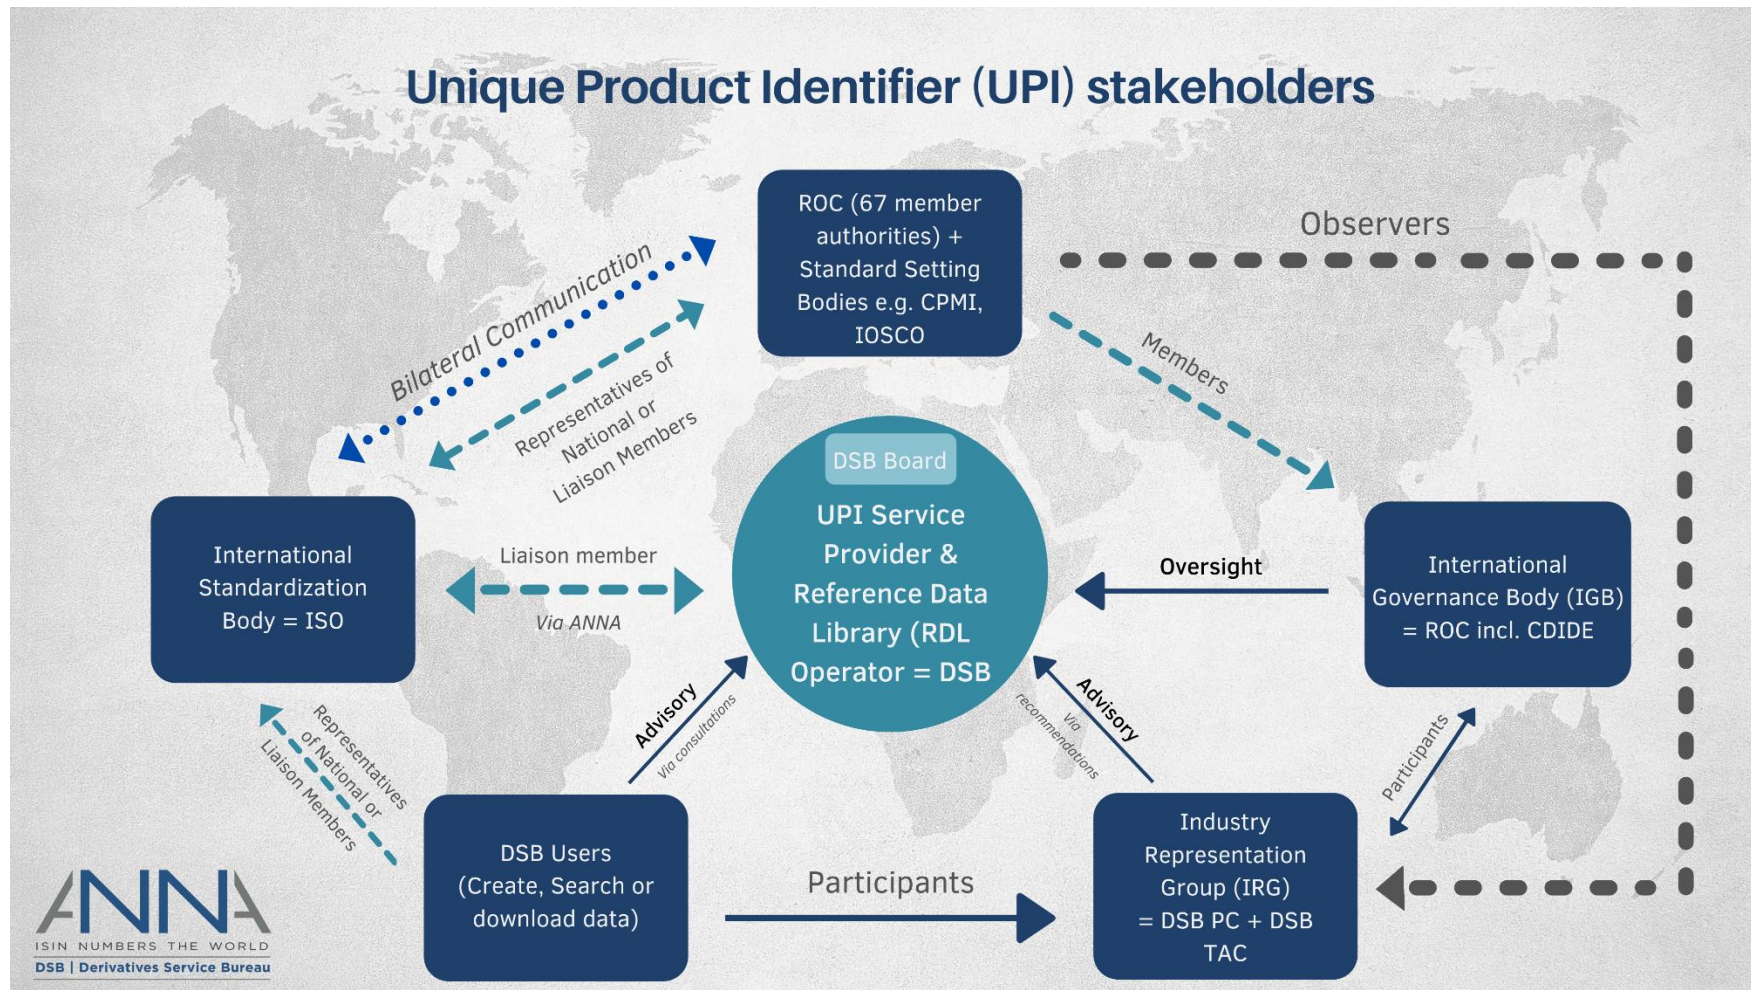 Unique Product Identifier (UPI) stakeholders
ROC (67 member
authorities) +
Standard Setting
Bodies e.g. CPMI,
IOSCO
Observers
Bilateral Communication
Representatives of
National or
Liaison Members
Members
DSB Board
UPI Service
Provider &
Reference Data
Library (RDL
Operator = DSB
International
Standardization
Body = ISO
Liaison member
Via ANNA
Oversight
International
Governance Body (IGB)
= ROC incl. CDIDE
Representatives
of National or
Liaison Members
Advisory
Via consultations
Advisory
Via
recommendations
Participants
DSB Users
(Create, Search or
download data)
Participants
Industry
Representation
Group (IRG)
= DSB PC + DSB
TAC
ANNA
ISIN NUMBERS THE WORLD
DSB | Derivatives Service Bureau